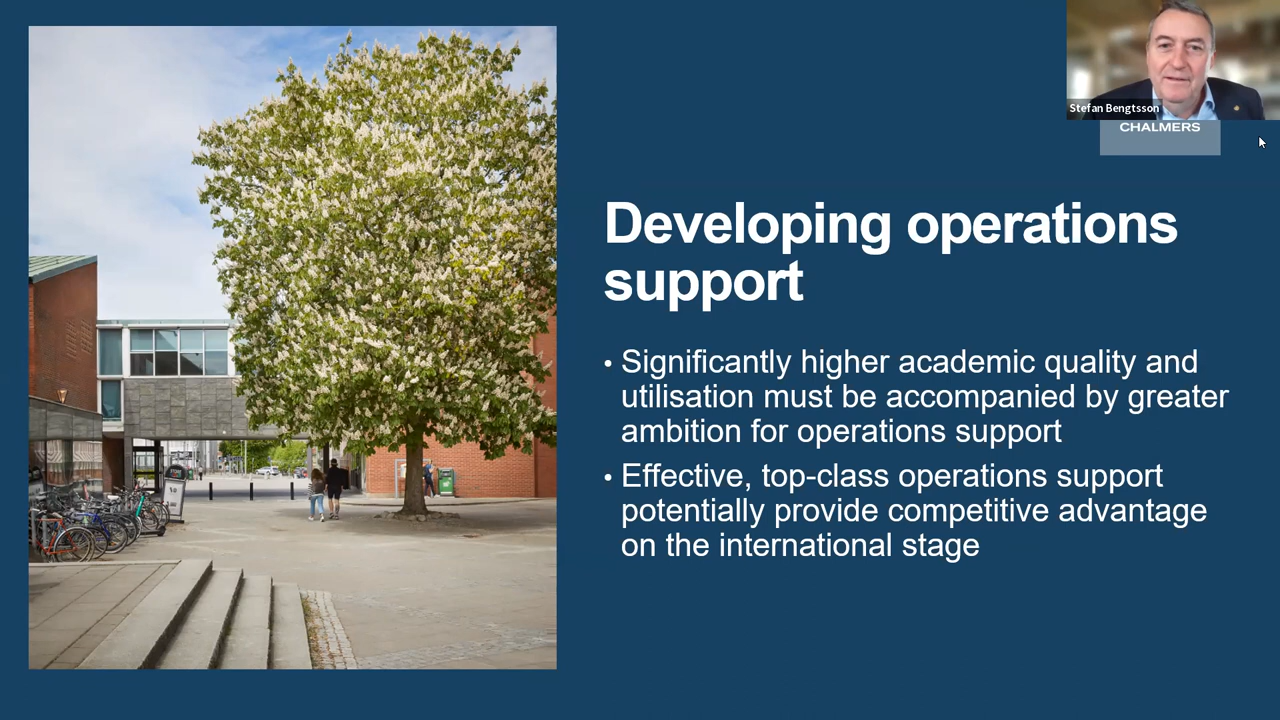 Stefan Bengtsson
CHALMERS
Developing operations
support
• Significantly higher academic quality and
utilisation must be accompanied by greater
ambition for operations support
• Effective, top-class operations support
potentially provide competitive advantage
on the international stage